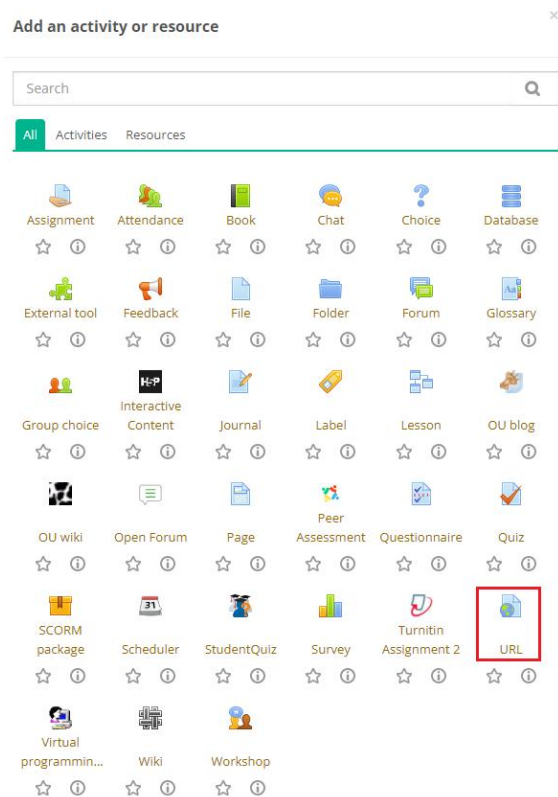 Add an activity or resource
×
Search
All Activities Resources
Assignment Attendance Book Chat Choice Database
External tool Feedback File Folder Forum Glossary
H5P
Interactive
Group choice Content Journal Label Lesson OU blog
Peer
OU wiki Open Forum Page Assessment Questionnaire Quiz
31
SCORM Turnitin
package Scheduler StudentQuiz Survey Assignment 2 URL
Virtual
programmin... Wiki Workshop